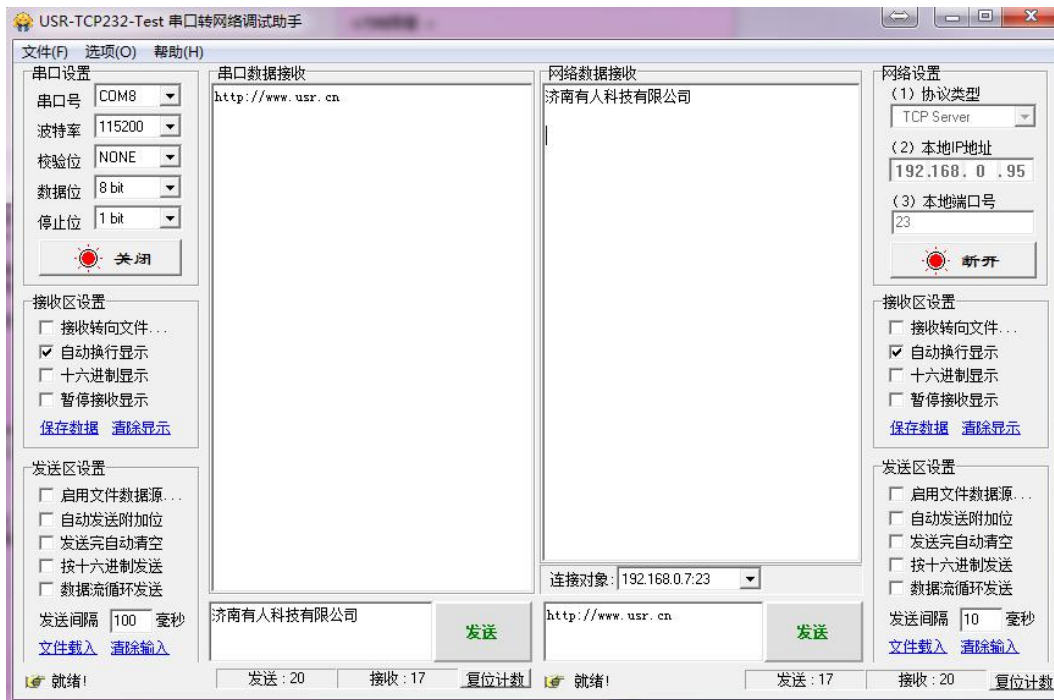 USR-TCP232-Test 串口转网络调试助手
文件(F) 选项(O) 帮助(H)
串口设置
串口号 COM8
波特率 115200
校验位 NONE
数据位 8 bit
停止位 1 bit
关闭
接收区设置
接收转向文件...
自动换行显示
十六进制显示
暂停接收显示
保存数据 清除显示
发送区设置
启用文件数据源...
自动发送附加位
发送完自动清空
按十六进制发送
数据流循环发送
发送间隔 100 毫秒
文件载入 清除输入
就绪!
串口数据接收
http://www.usr.cn
济南有人科技有限公司
发送
发送:20 接收:17 复位计数
网络数据接收
济南有人科技有限公司
连接对象: 192.168.0.7:23
http://www.usr.cn
发送
就绪!
发送:17 接收:20 复位计数
网络设置
(1) 协议类型
TCP Server
(2) 本地IP地址
192.168. 0 .95
(3) 本地端口号
23
断开
接收区设置
接收转向文件...
自动换行显示
十六进制显示
暂停接收显示
保存数据 清除显示
发送区设置
启用文件数据源...
自动发送附加位
发送完自动清空
按十六进制发送
数据流循环发送
发送间隔 10 毫秒
文件载入 清除输入